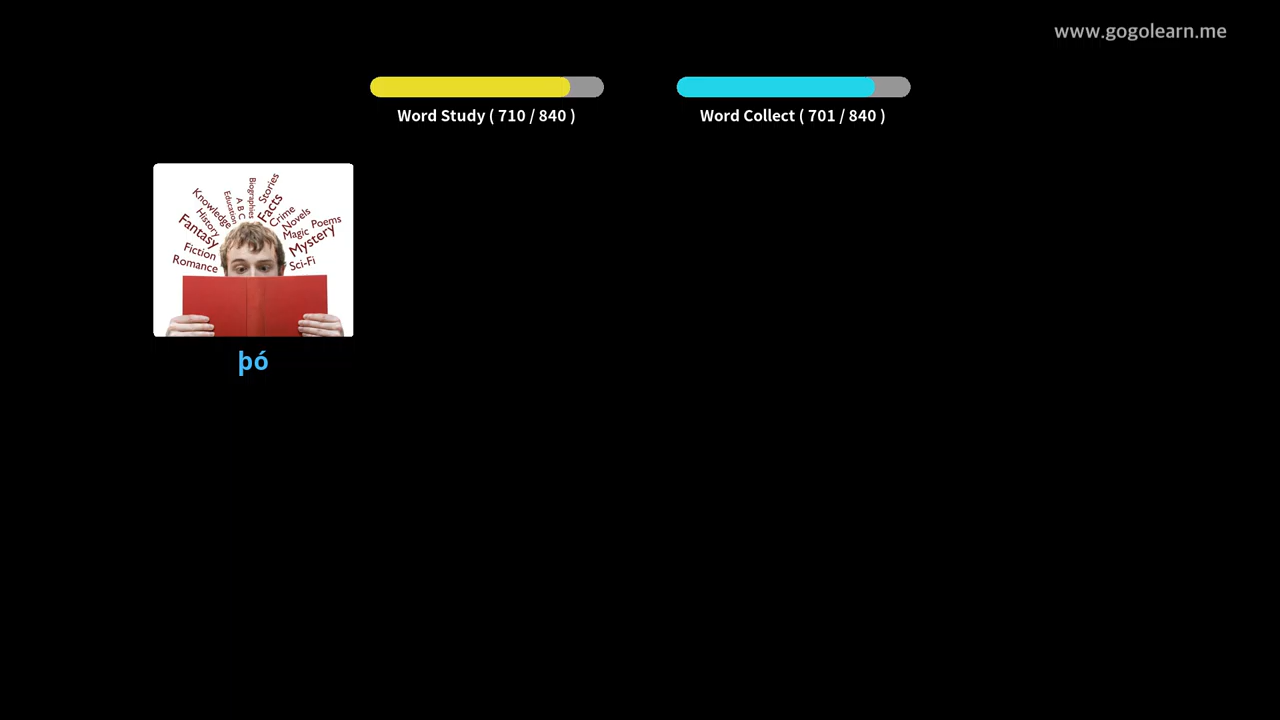 www.gogolearn.me
Word Study ( 710 / 840 )
Word Collect ( 701 / 840 )
Knowledge
History
Fantasy
Fiction
Romance
Education
A B C
Biographies
Stories
Facts
Crime
Novels
Magic
Poems
Mystery
Sci-Fi
þó